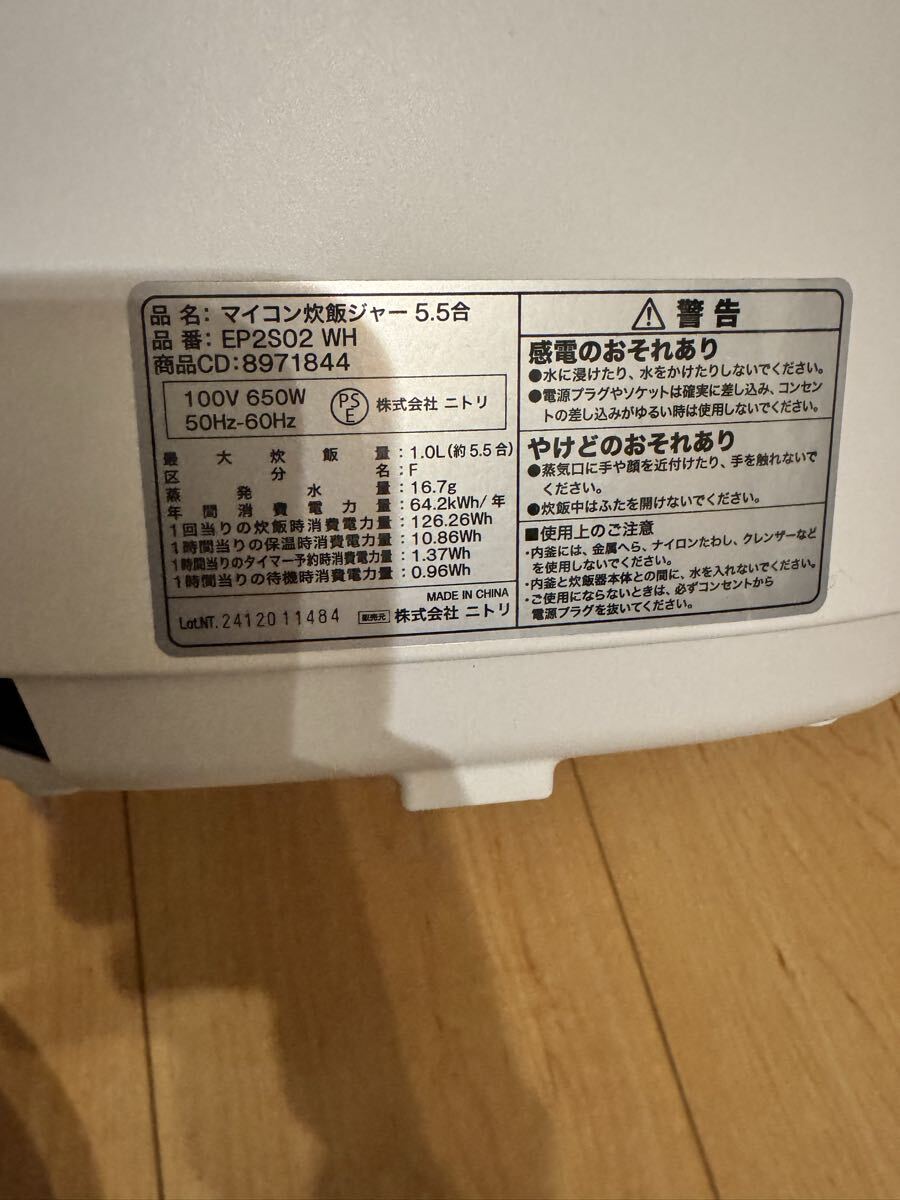 品 名: マイコン炊飯ジャー 5.5合
品 番: EP2S02 WH
商品CD:8971844
100V 650W
50Hz-60Hz
PS
E
株式会社 ニトリ
最大炊飯量:1.0L(約5.5合)
区分名:F
蒸発水量:16.7g
年間消費電力量:64.2kWh/年
1回当りの炊飯時消費電力量:126.26Wh
1時間当りの保温時消費電力量:10.86Wh
1時間当りのタイマー予約時消費電力量:1.37Wh
1時間当りの待機時消費電力量:0.96Wh
MADE IN CHINA
Lot.NT. 2412011484 販売元 株式会社 ニトリ
警告
感電のおそれあり
●水に浸けたり、水をかけたりしないでください。
●電源プラグやソケットは確実に差し込み、コンセン
トの差し込みがゆるい時は使用しないでください。
やけどのおそれあり
●蒸気口に手や顔を近付けたり、手を触れないで
ください。
●炊飯中はふたを開けないでください。
■使用上のご注意
・内釜には、金属へら、ナイロンたわし、クレンザーなど
を使用しないでください。
・内釜と炊飯器本体との間に、水を入れないでください。
・ご使用にならないときは、必ずコンセントから
電源プラグを抜いてください。